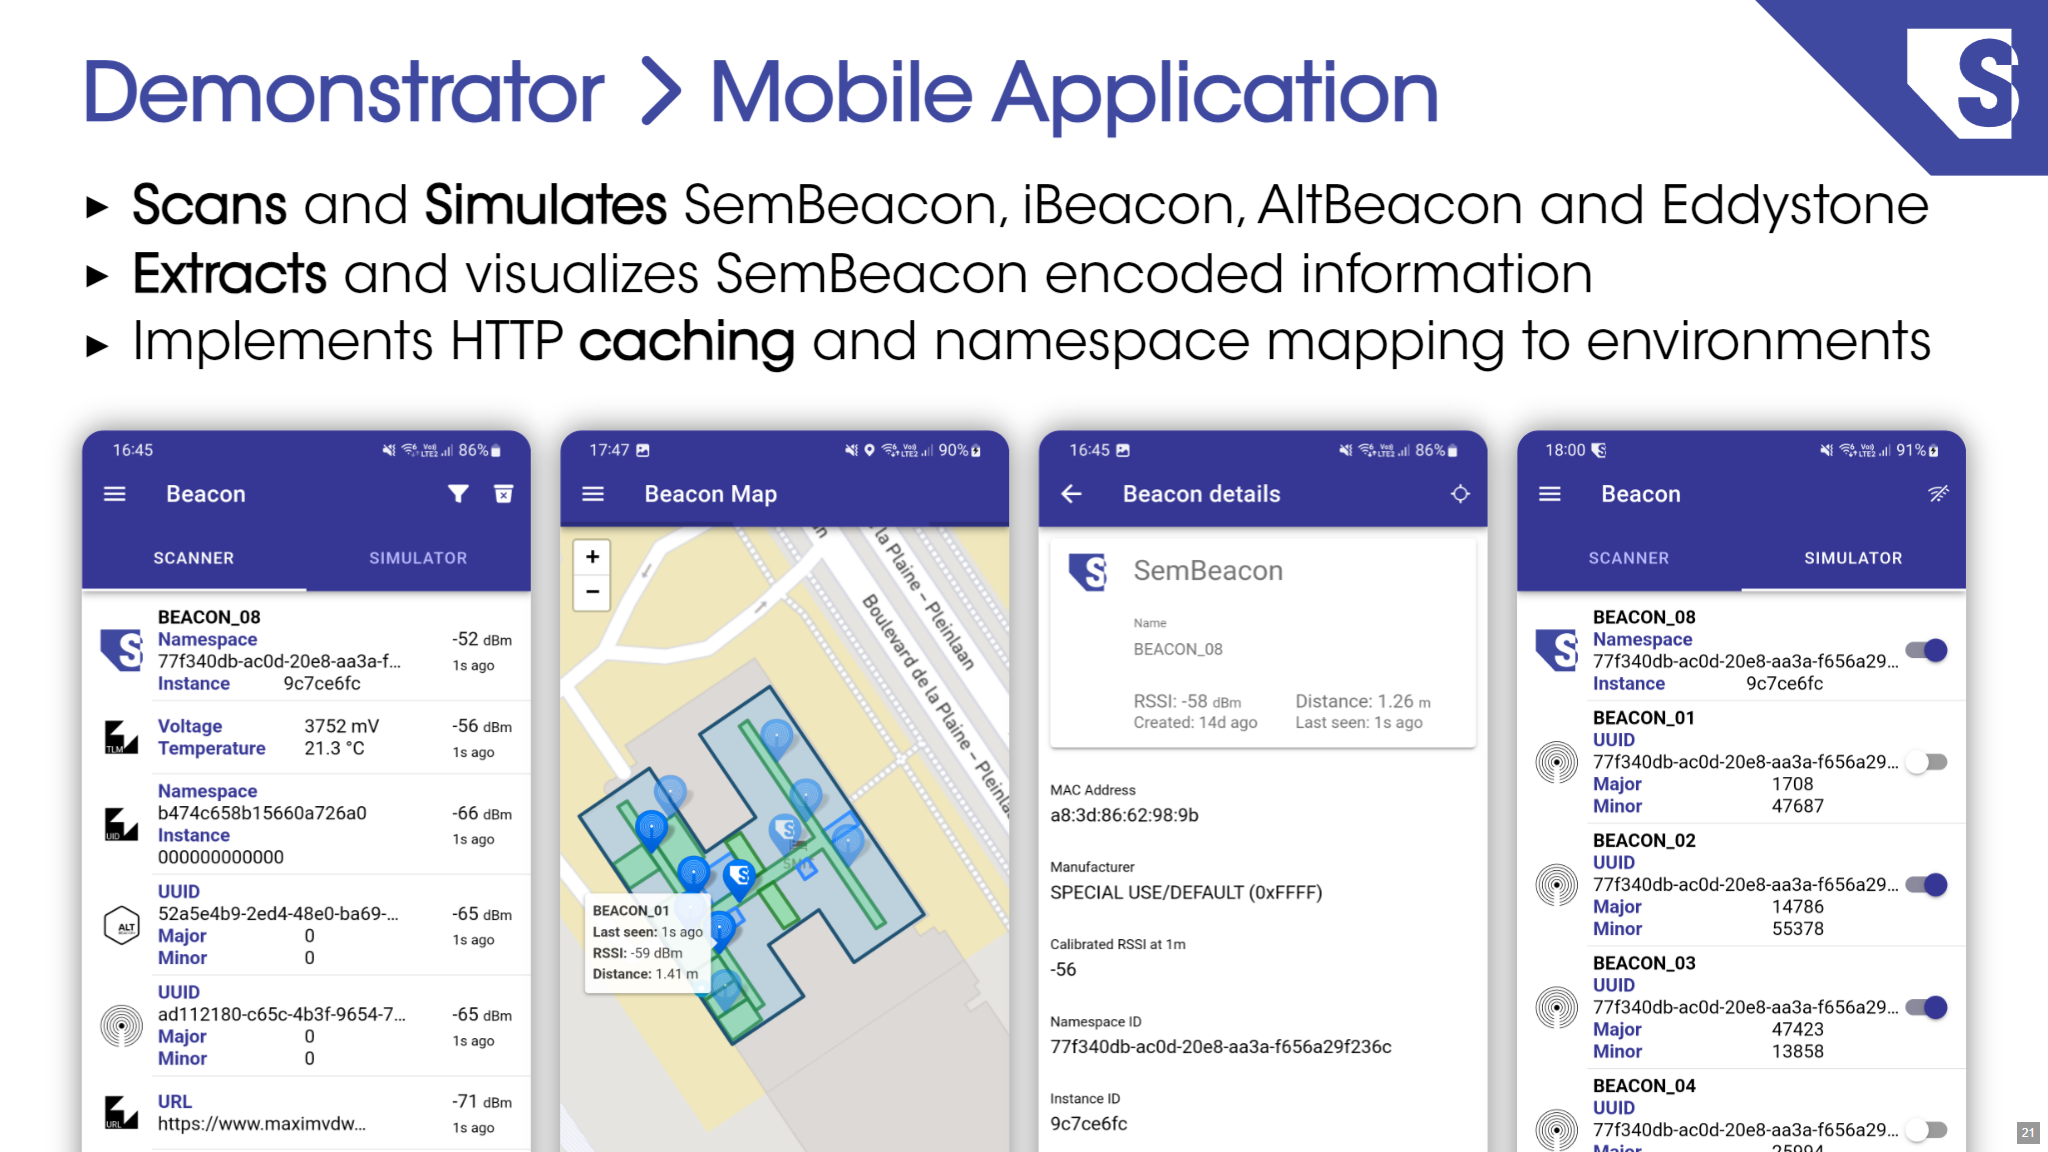 Demonstrator > Mobile Application
▸ Scans and Simulates SemBeacon, iBeacon, AltBeacon and Eddystone
▸ Extracts and visualizes SemBeacon encoded information
▸ Implements HTTP caching and namespace mapping to environments
16:45 86%
Beacon
SCANNER SIMULATOR
BEACON_08
Namespace
77f340db-ac0d-20e8-aa3a-f...
Instance 9c7ce6fc
-52 dBm
1s ago
TLM
Voltage 3752 mV
Temperature 21.3 °C
-56 dBm
1s ago
UID
Namespace
b474c658b15660a726a0
Instance
000000000000
-66 dBm
1s ago
ALT
UUID
52a5e4b9-2ed4-48e0-ba69-...
Major 0
Minor 0
-65 dBm
1s ago
UUID
ad112180-c65c-4b3f-9654-7...
Major 0
Minor 0
-65 dBm
1s ago
URL
URL
https://www.maximvdw...
-71 dBm
1s ago
17:47 90%
Beacon Map
+
−
la Plaine – Pleinlaan
Boulevard de la Plaine – Pleinla
BEACON_01
Last seen: 1s ago
RSSI: -59 dBm
Distance: 1.41 m
16:45 86%
Beacon details
SemBeacon
Name
BEACON_08
RSSI: -58 dBm Distance: 1.26 m
Created: 14d ago Last seen: 1s ago
MAC Address
a8:3d:86:62:98:9b
Manufacturer
SPECIAL USE/DEFAULT (0xFFFF)
Calibrated RSSI at 1m
-56
Namespace ID
77f340db-ac0d-20e8-aa3a-f656a29f236c
Instance ID
9c7ce6fc
18:00 91%
Beacon
SCANNER SIMULATOR
BEACON_08
Namespace
77f340db-ac0d-20e8-aa3a-f656a29...
Instance 9c7ce6fc
BEACON_01
UUID
77f340db-ac0d-20e8-aa3a-f656a29...
Major 1708
Minor 47687
BEACON_02
UUID
77f340db-ac0d-20e8-aa3a-f656a29...
Major 14786
Minor 55378
BEACON_03
UUID
77f340db-ac0d-20e8-aa3a-f656a29...
Major 47423
Minor 13858
BEACON_04
UUID
77f340db-ac0d-20e8-aa3a-f656a29...
Major 25994
21